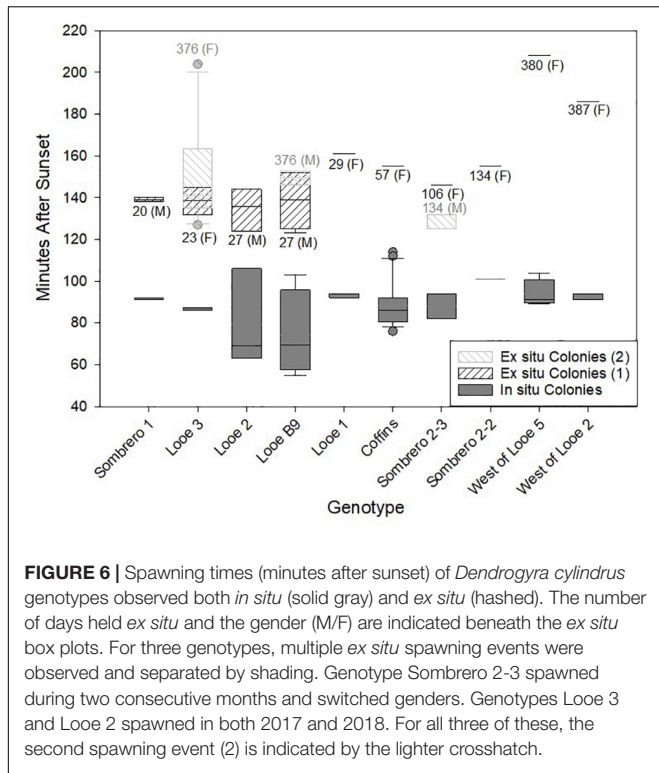 220
200
180
160
140
120
100
80
60
40
Minutes After Sunset
376 (F)
380 (F)
387 (F)
376 (M)
29 (F)
57 (F)
134 (F)
106 (F)
134 (M)
20 (M)
23 (F)
27 (M)
27 (M)
Ex situ Colonies (2)
Ex situ Colonies (1)
In situ Colonies
Sombrero 1
Looe 3
Looe 2
Looe B9
Looe 1
Coffins
Sombrero 2-3
Sombrero 2-2
West of Looe 5
West of Looe 2
Genotype
FIGURE 6 | Spawning times (minutes after sunset) of Dendrogyra cylindrus
genotypes observed both in situ (solid gray) and ex situ (hashed). The number
of days held ex situ and the gender (M/F) are indicated beneath the ex situ
box plots. For three genotypes, multiple ex situ spawning events were
observed and separated by shading. Genotype Sombrero 2-3 spawned
during two consecutive months and switched genders. Genotypes Looe 3
and Looe 2 spawned in both 2017 and 2018. For all three of these, the
second spawning event (2) is indicated by the lighter crosshatch.